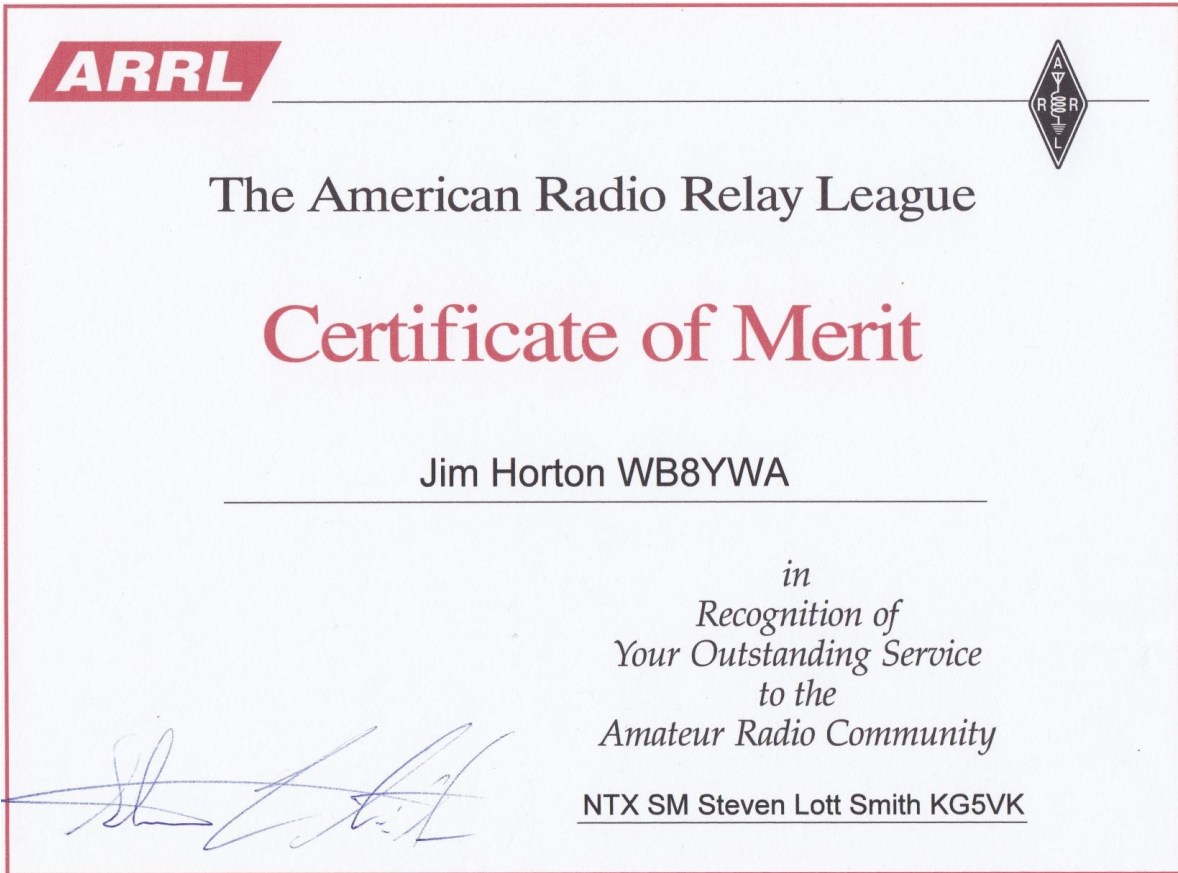 ARRL
A
R R
L
The American Radio Relay League
Certificate of Merit
Jim Horton WB8YWA
in
Recognition of
Your Outstanding Service
to the
Amateur Radio Community
NTX SM Steven Lott Smith KG5VK